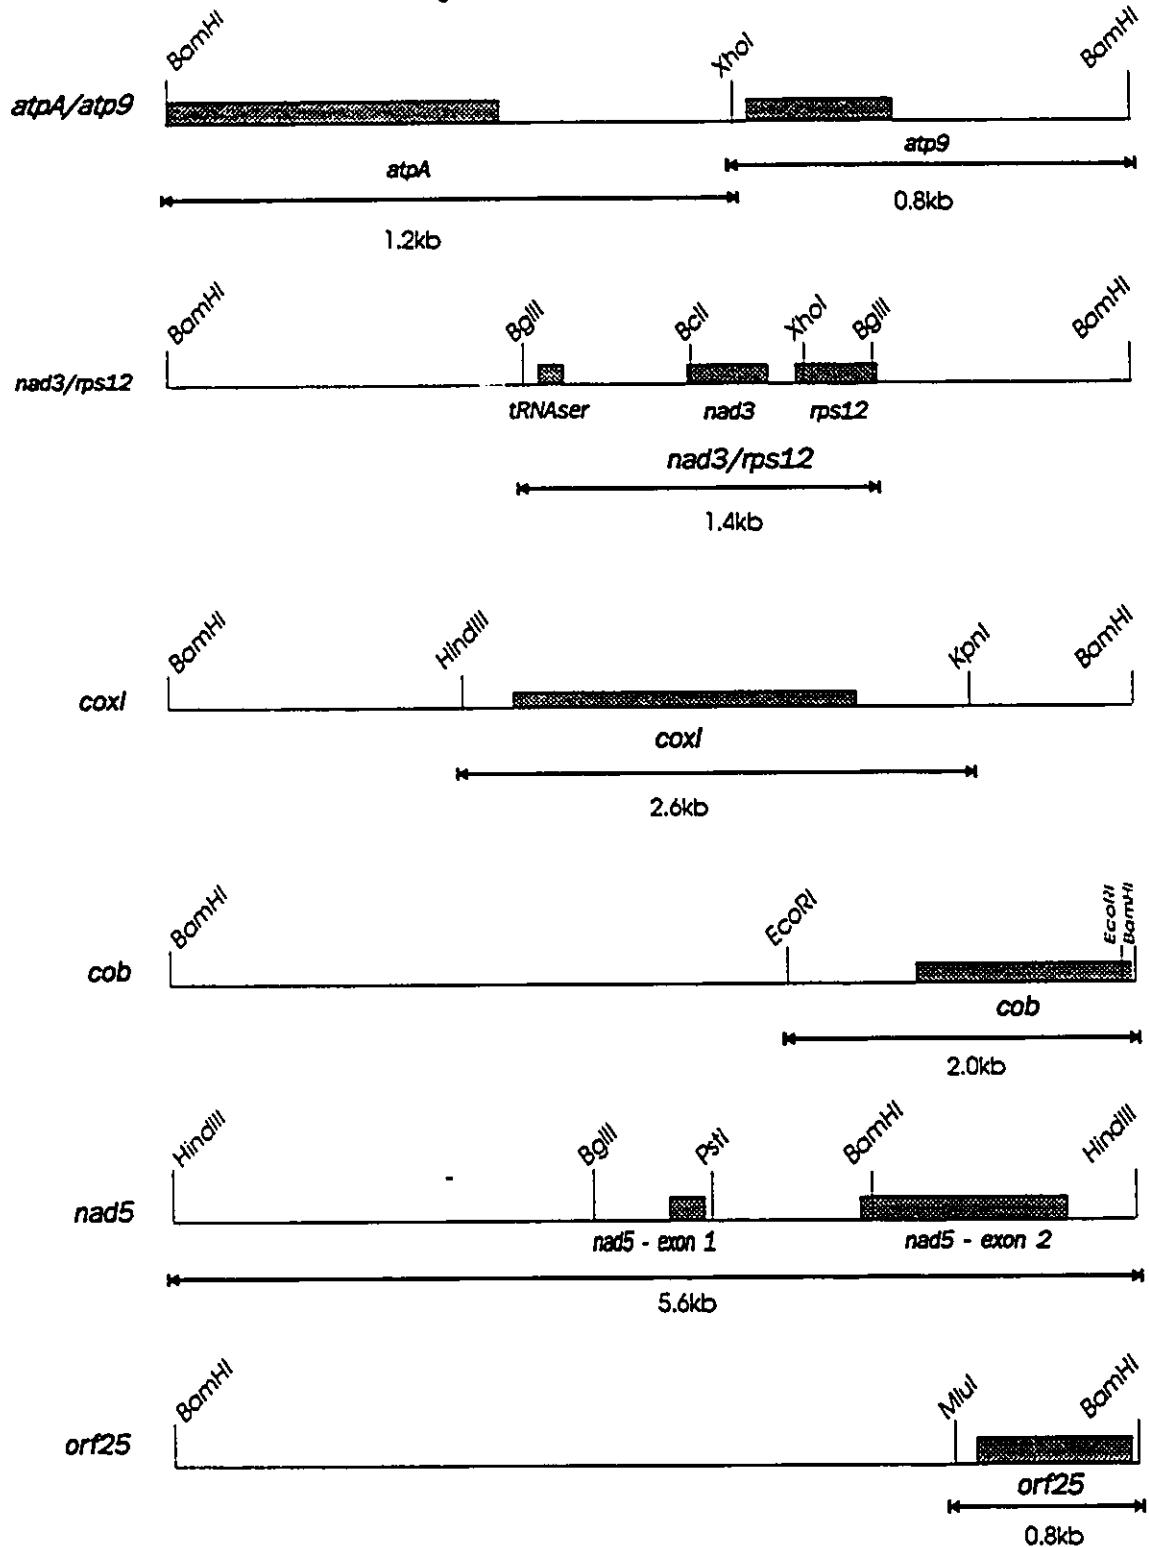 BamHI XhoI BamHI
atpA/atp9
atp9
atpA
0.8kb
1.2kb
BamHI BglII BclI XhoI BglII BamHI
nad3/rps12
tRNAser nad3 rps12
nad3/rps12
1.4kb
BamHI HindIII KpnI BamHI
coxI
coxI
2.6kb
BamHI EcoRI EcoRI BamHI
cob
cob
2.0kb
HindIII BglII PstI BamHI HindIII
nad5
nad5 - exon 1 nad5 - exon 2
5.6kb
BamHI MluI BamHI
orf25
orf25
0.8kb